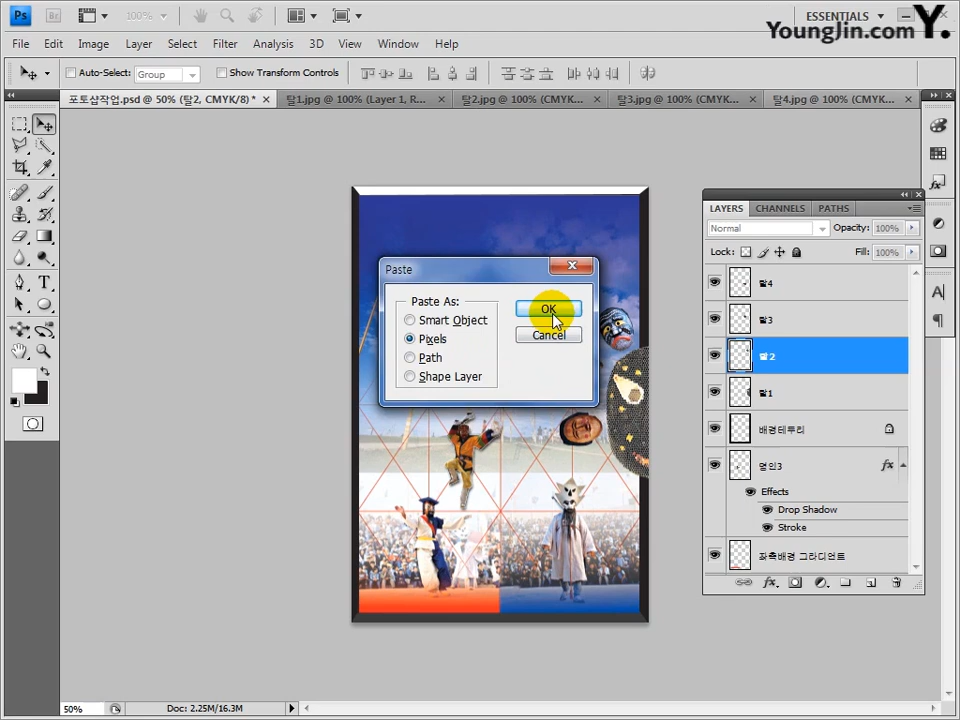 Ps
Br
100%
ESSENTIALS
YoungJin.com Y.
File Edit Image Layer Select Filter Analysis 3D View Window Help
Auto-Select: Group Show Transform Controls
포토샵작업.psd @ 50% (탈2, CMYK/8) * × 탈1.jpg @ 100% (Layer 1, R... × 탈2.jpg @ 100% (CMYK... × 탈3.jpg @ 100% (CMYK... × 탈4.jpg @ 100% (CMYK... ×
LAYERS CHANNELS PATHS
Normal Opacity: 100%
Lock: Fill: 100%
탈4
탈3
탈2
탈1
배경테두리
명인3 fx
Effects
Drop Shadow
Stroke
좌측배경 그라디언트
Paste
Paste As:
Smart Object
Pixels
Path
Shape Layer
OK
Cancel
50% Doc: 2.25M/16.3M